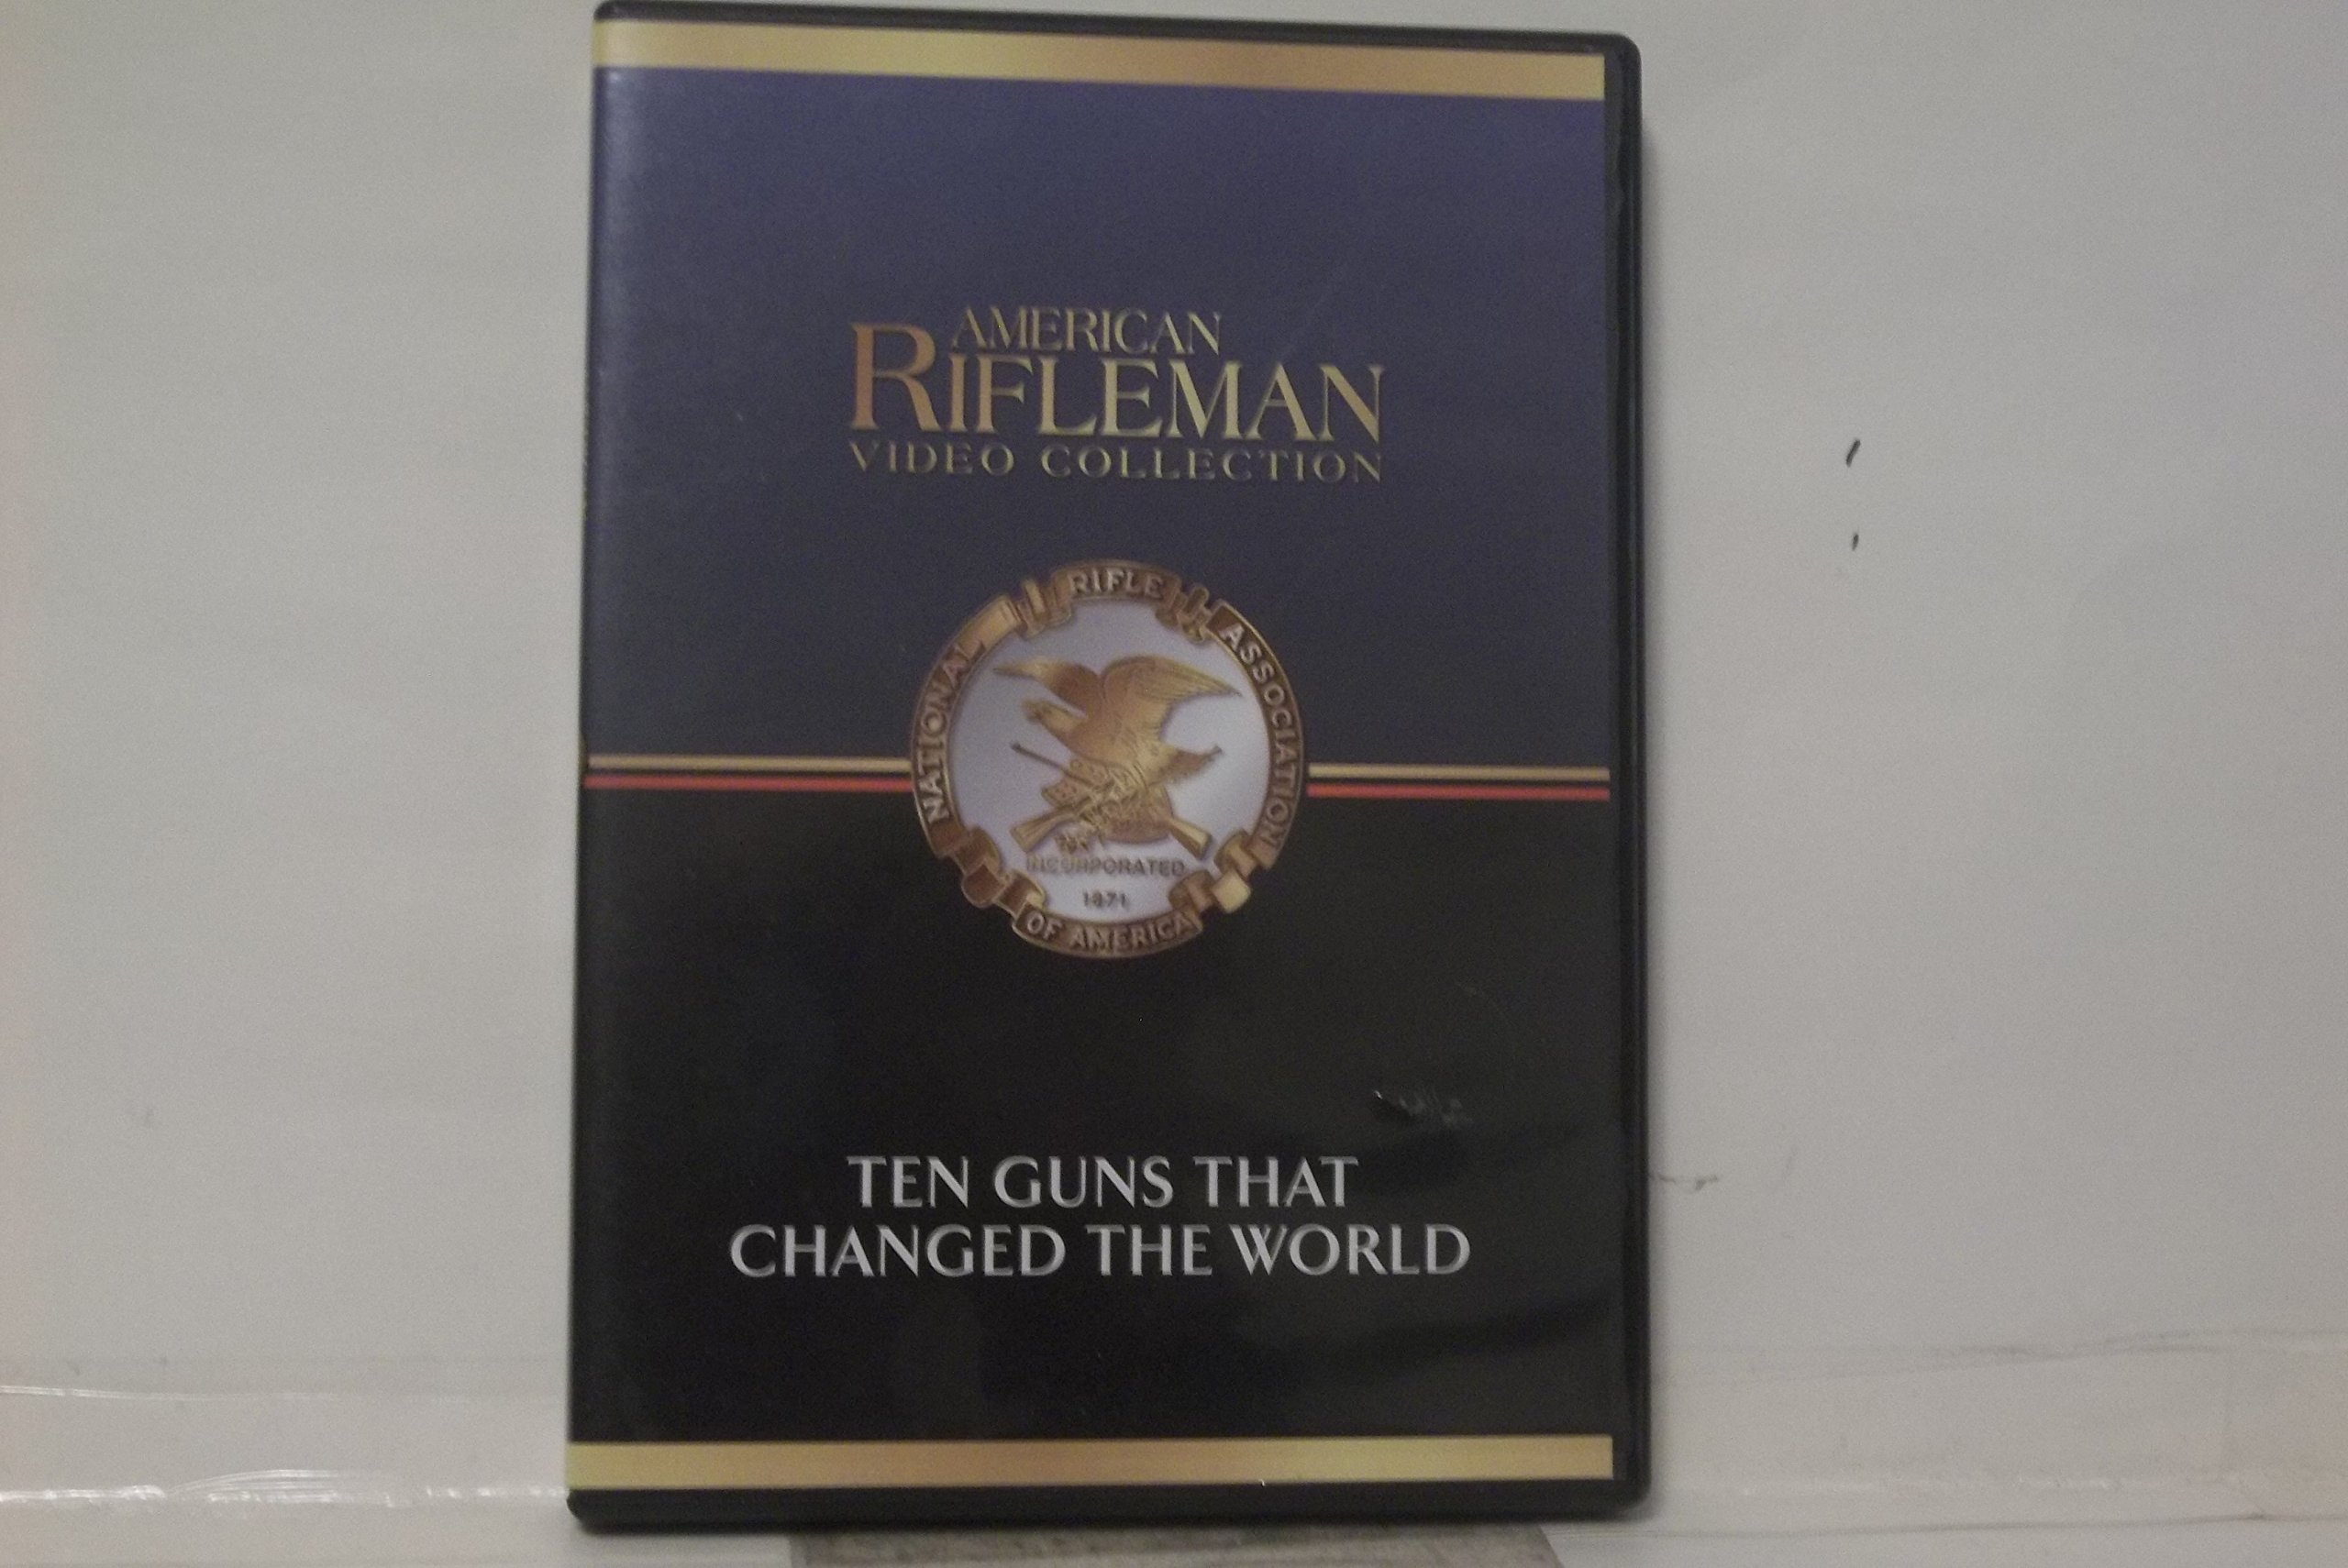 AMERICAN
RIFLEMAN
VIDEO COLLECTION
NATIONAL RIFLE ASSOCIATION
INCORPORATED
1871
OF AMERICA
TEN GUNS THAT
CHANGED THE WORLD